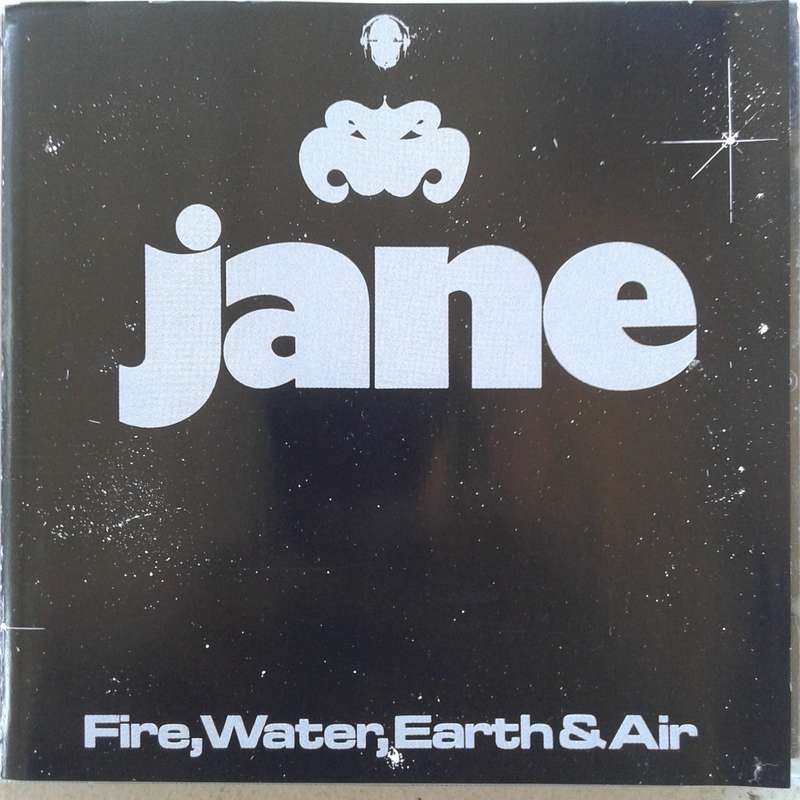 jane
Fire, Water, Earth & Air